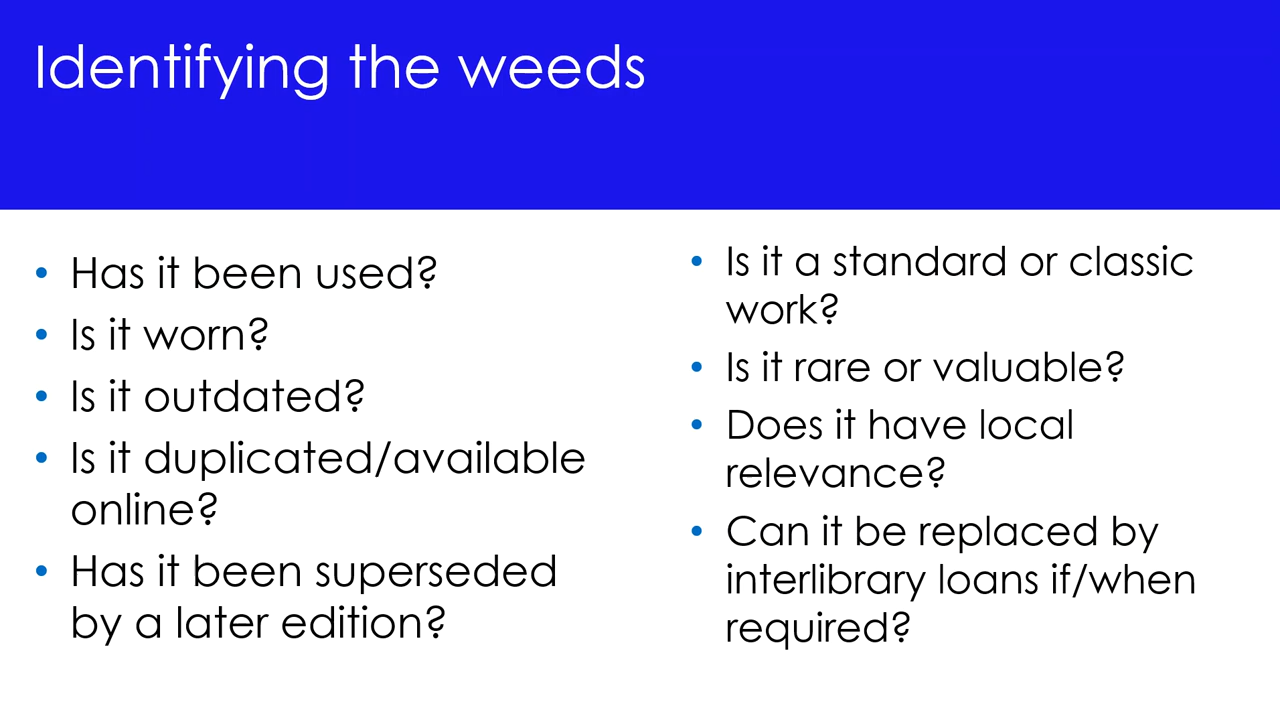 Identifying the weeds
• Has it been used?
• Is it worn?
• Is it outdated?
• Is it duplicated/available
online?
• Has it been superseded
by a later edition?
• Is it a standard or classic
work?
• Is it rare or valuable?
• Does it have local
relevance?
• Can it be replaced by
interlibrary loans if/when
required?